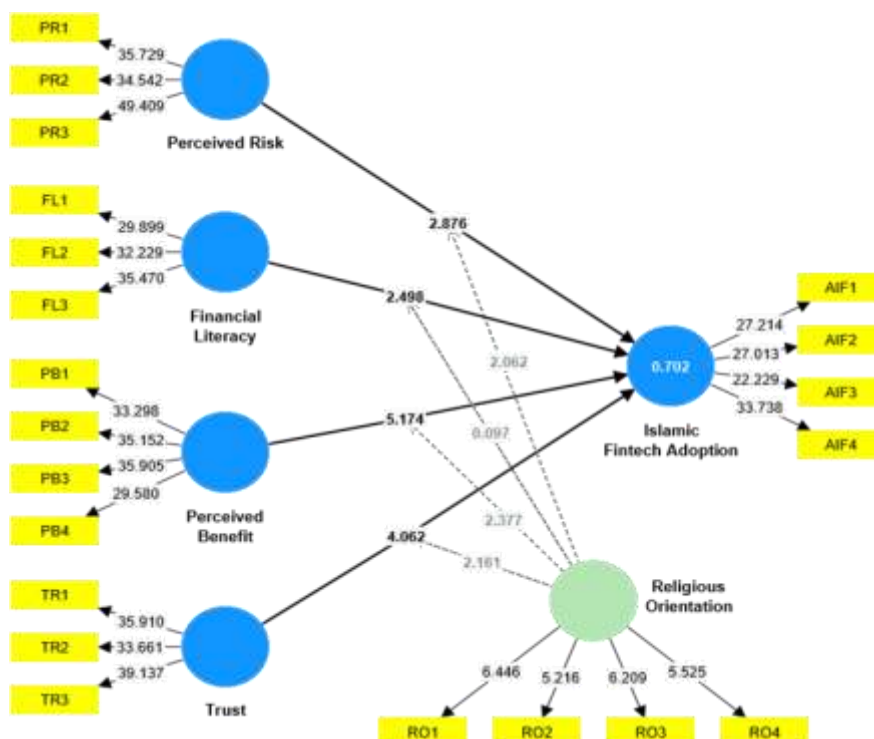 PR1
35.729
PR2
34.542
PR3
49.409
Perceived Risk
FL1
29.899
FL2
32.229
FL3
35.470
Financial
Literacy
PB1
33.298
PB2
35.152
PB3
35.905
PB4
29.580
Perceived
Benefit
TR1
35.910
TR2
33.661
TR3
39.137
Trust
2.876
2.498
5.174
4.062
2.062
0.097
2.377
2.161
0.702
Islamic
Fintech Adoption
27.214
AIF1
27.013
AIF2
22.229
AIF3
33.738
AIF4
Religious
Orientation
6.446
5.216
6.209
5.525
RO1
RO2
RO3
RO4